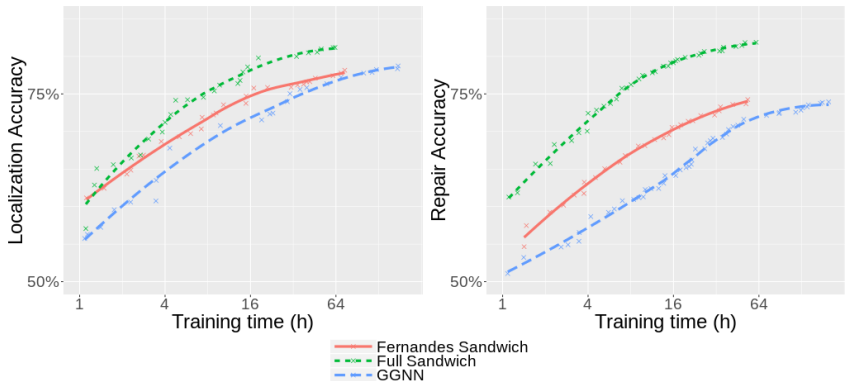 Localization Accuracy
75%
50%
1 4 16 64
Training time (h)
Repair Accuracy
75%
50%
1 4 16 64
Training time (h)
Fernandes Sandwich
Full Sandwich
GGNN